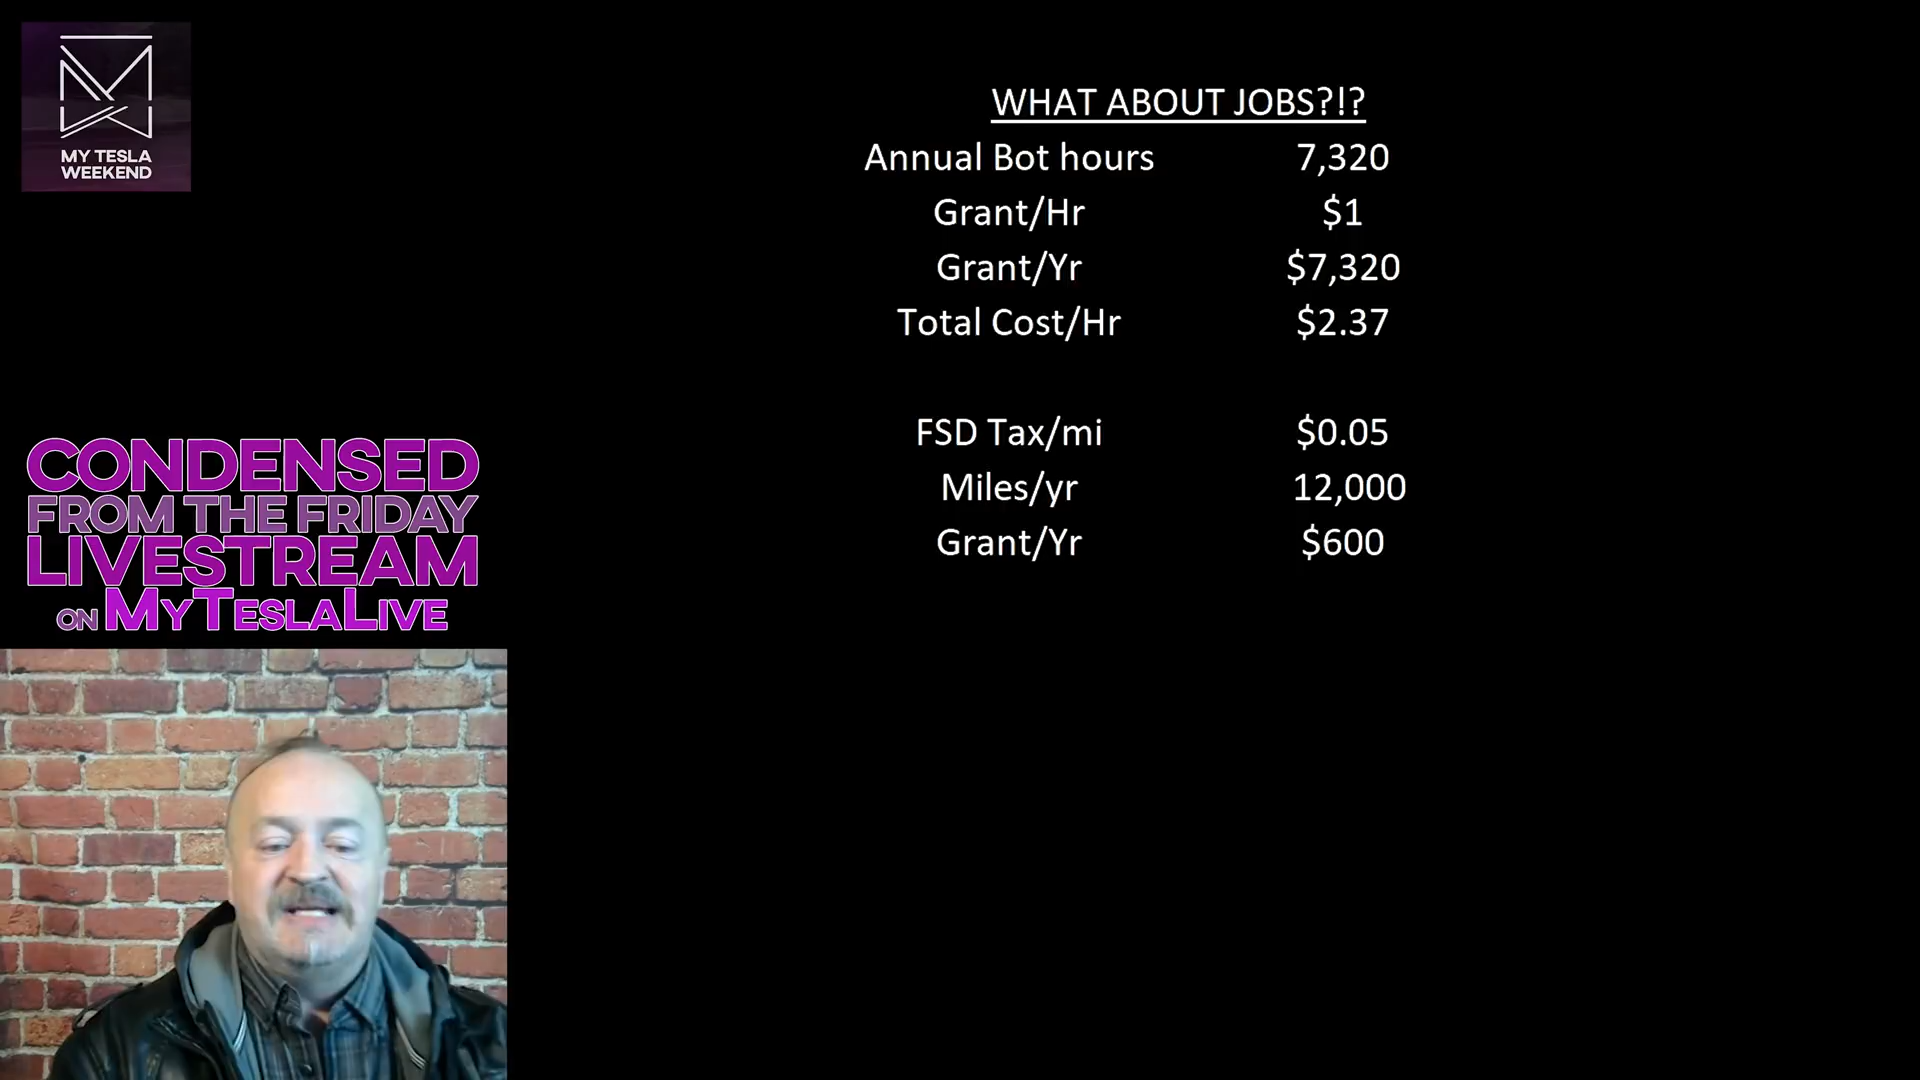 MY TESLA
WEEKEND
WHAT ABOUT JOBS?!?
Annual Bot hours 7,320
Grant/Hr $1
Grant/Yr $7,320
Total Cost/Hr $2.37
FSD Tax/mi $0.05
Miles/yr 12,000
Grant/Yr $600
CONDENSED
FROM THE FRIDAY
LIVESTREAM
ON MYTESLALIVE